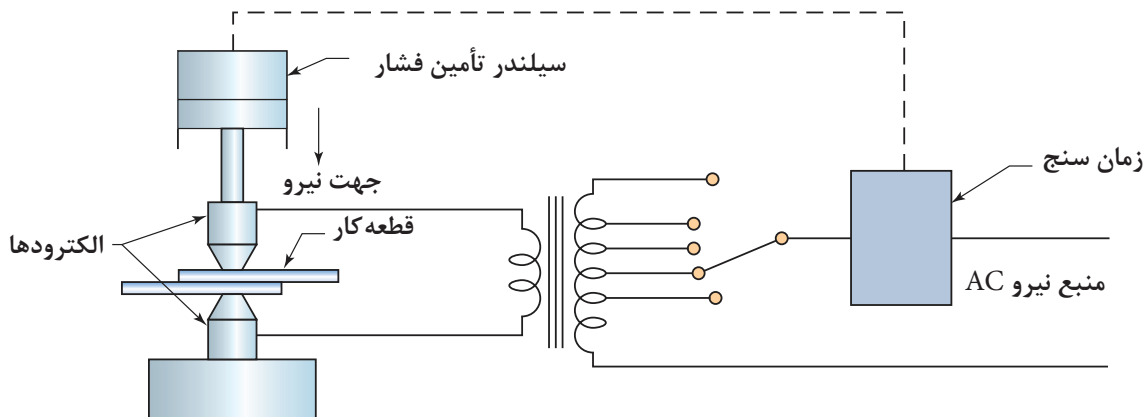 سیلندر تأمین فشار
زمان سنج
جهت نیرو
قطعه‌کار
الکترودها
منبع نیرو AC